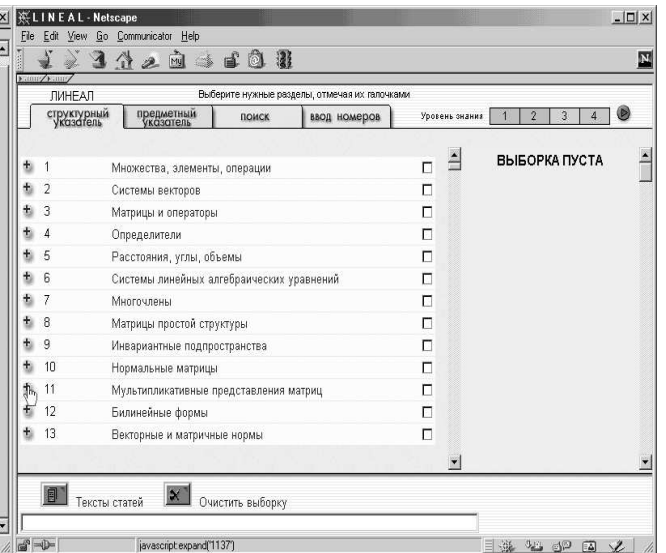 LINEAL - Netscape
File Edit View Go Communicator Help
My
N
ЛИНЕАЛ
Выберите нужные разделы, отмечая их галочками
структурный указатель
предметный указатель
поиск
ввод номеров
Уровень знания 1 2 3 4
1 Множества, элементы, операции
2 Системы векторов
3 Матрицы и операторы
4 Определители
5 Расстояния, углы, объемы
6 Системы линейных алгебраических уравнений
7 Многочлены
8 Матрицы простой структуры
9 Инвариантные подпространства
10 Нормальные матрицы
11 Мультипликативные представления матриц
12 Билинейные формы
13 Векторные и матричные нормы
ВЫБОРКА ПУСТА
Тексты статей
Очистить выборку
javascript:expand("1137")